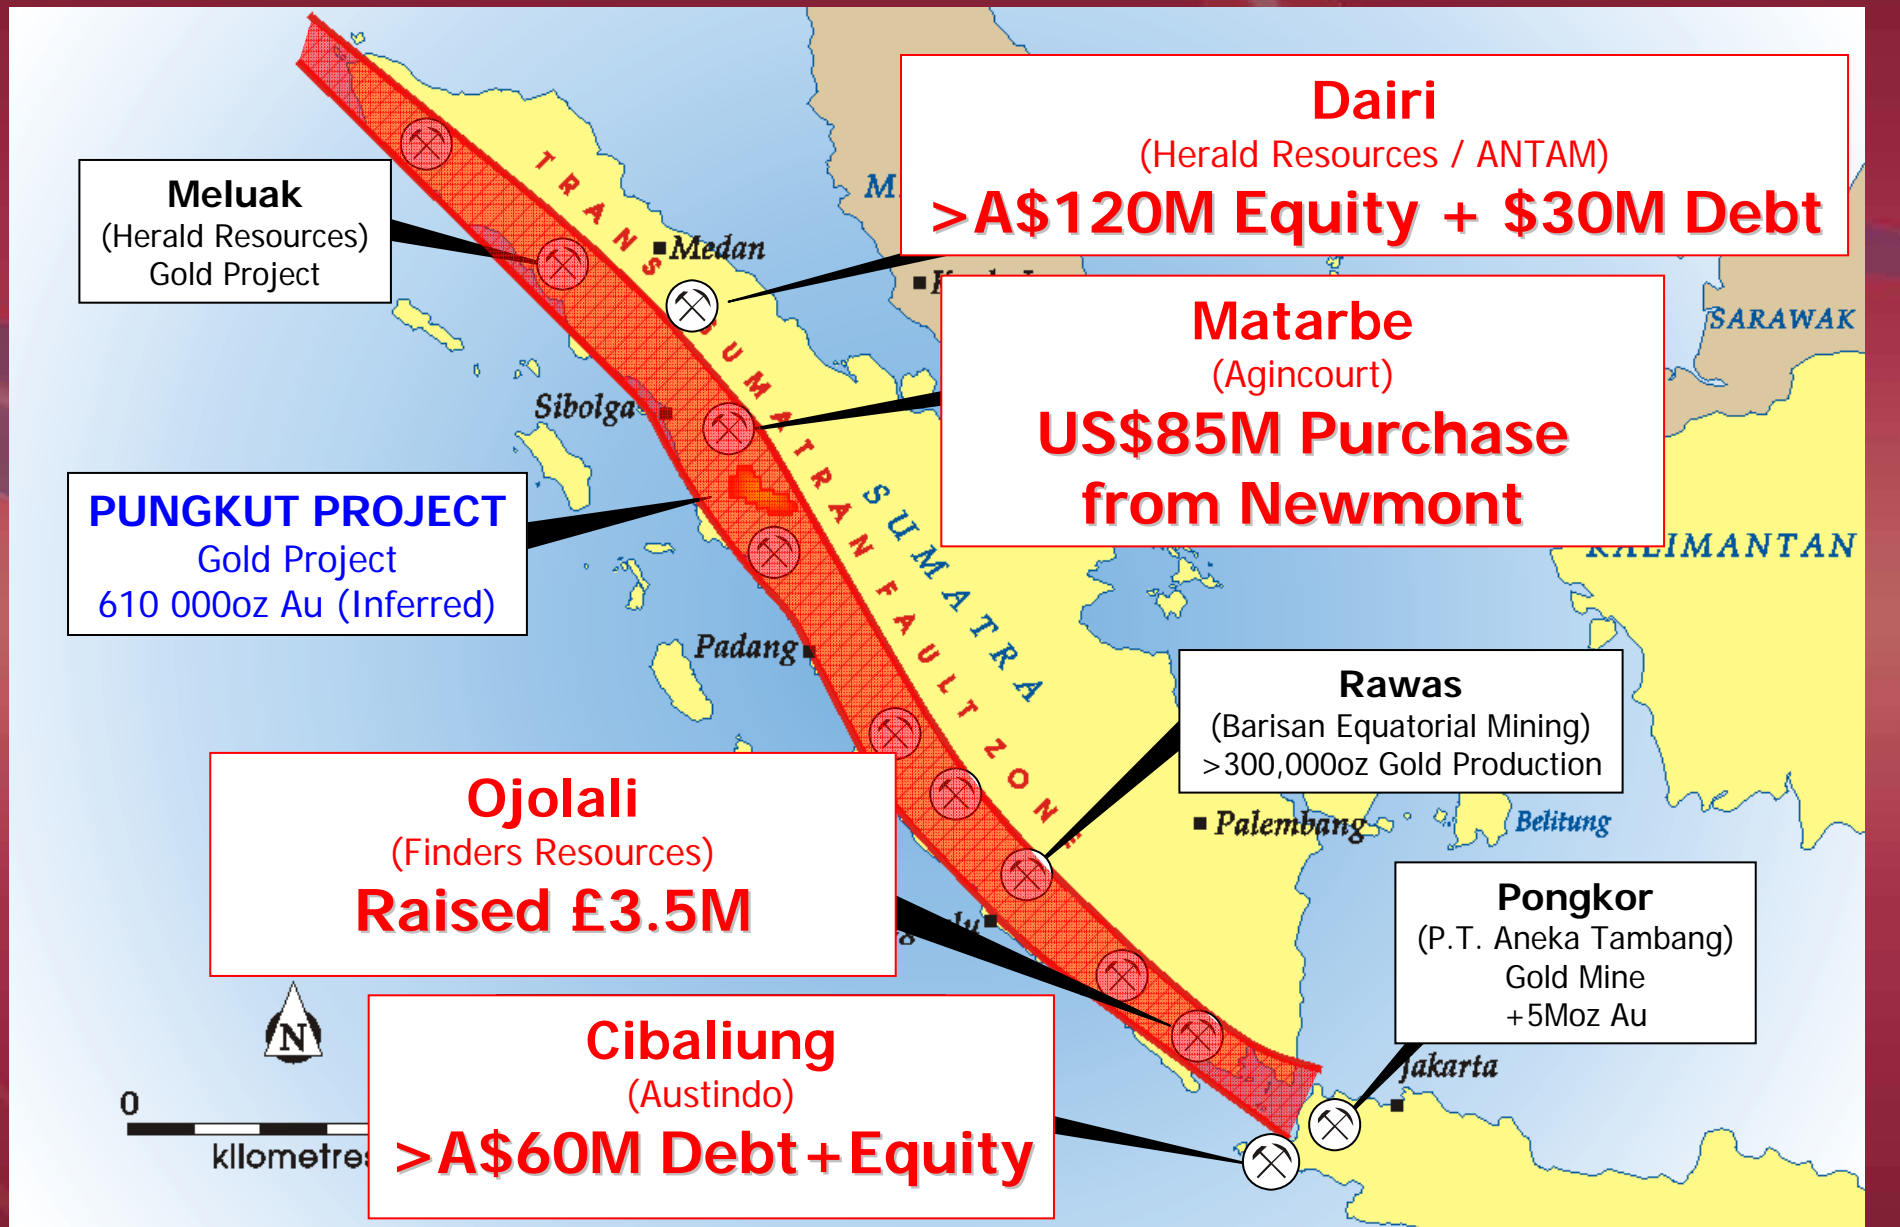 Dairi
(Herald Resources / ANTAM)
>A$120M Equity + $30M Debt
Meluak
(Herald Resources)
Gold Project
Medan
Matarbe
(Agincourt)
US$85M Purchase
from Newmont
SARAWAK
Sibolga
PUNGKUT PROJECT
Gold Project
610 000oz Au (Inferred)
KALIMANTAN
TRANS SUMATRAN FAULT ZONE
SUMATRA
Padang
Rawas
(Barisan Equatorial Mining)
>300,000oz Gold Production
Palembang
Belitung
Ojolali
(Finders Resources)
Raised £3.5M
Pongkor
(P.T. Aneka Tambang)
Gold Mine
+5Moz Au
Jakarta
N
Cibaliung
(Austindo)
>A$60M Debt+Equity
0
kilometres